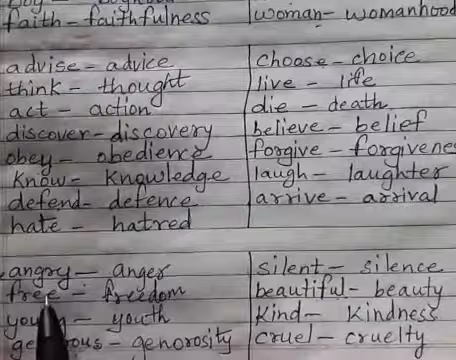 faith - faithfulness
woman - womanhood
advise - advice
think - thought
act - action
discover - discovery
obey - obedience
know - knowledge
defend - defence
hate - hatred
choose - choice
live - life
die - death
believe - belief
forgive - forgivenes
laugh - laughter
arrive - arrival
angry - anger
free - freedom
- youth
- genorosity
silent - silence
beautiful - beauty
kind - kindness
cruel - cruelty